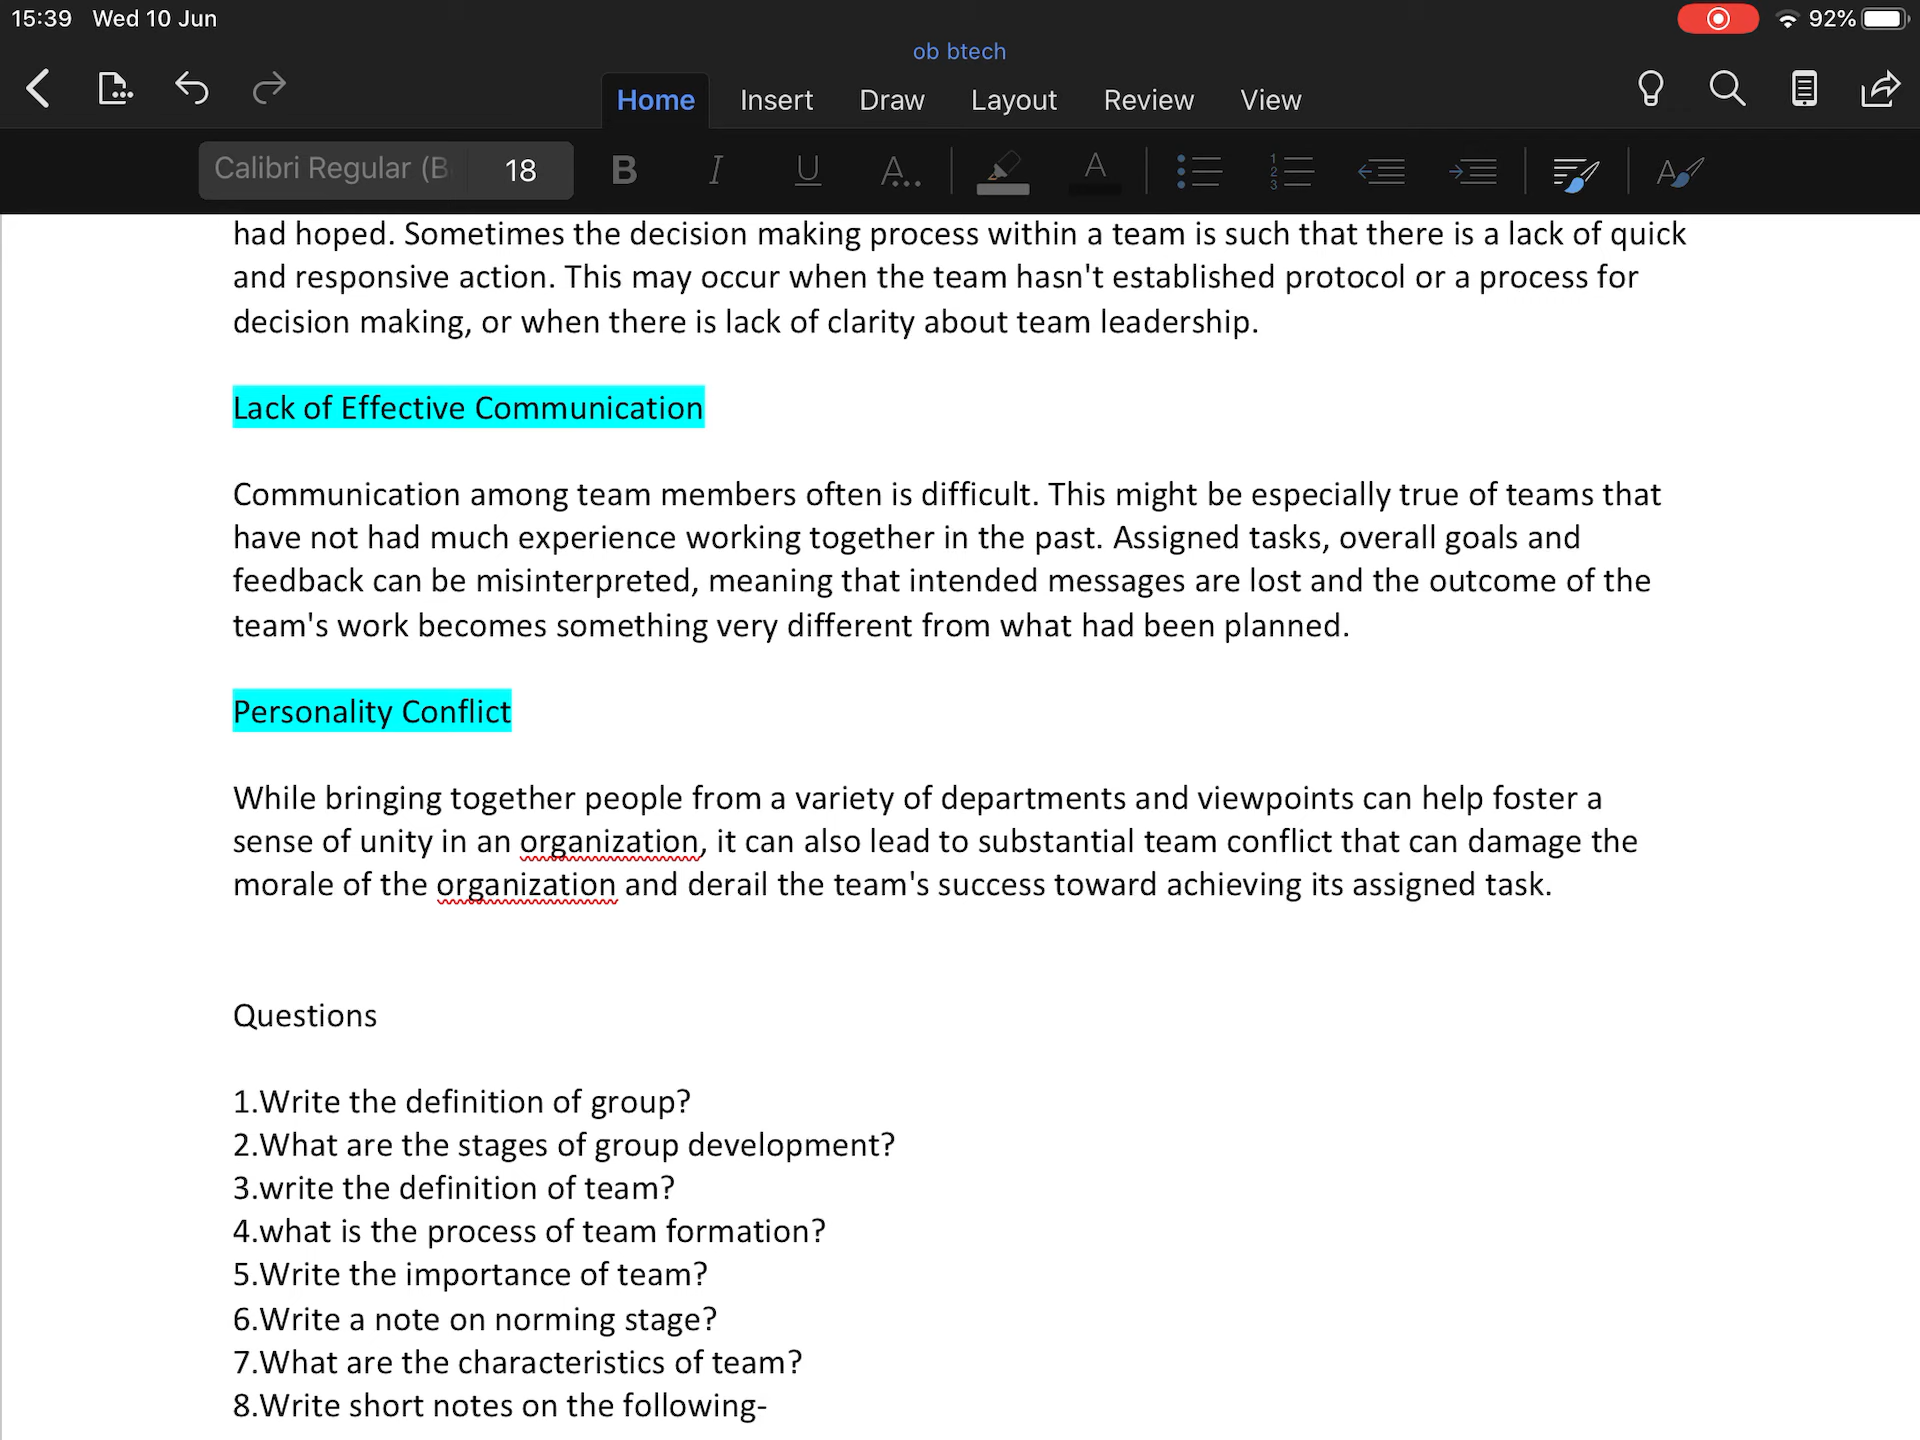 15:39 Wed 10 Jun
92%
ob btech
Home Insert Draw Layout Review View
Calibri Regular (B 18 B I U A... A
had hoped. Sometimes the decision making process within a team is such that there is a lack of quick
and responsive action. This may occur when the team hasn't established protocol or a process for
decision making, or when there is lack of clarity about team leadership.
Lack of Effective Communication
Communication among team members often is difficult. This might be especially true of teams that
have not had much experience working together in the past. Assigned tasks, overall goals and
feedback can be misinterpreted, meaning that intended messages are lost and the outcome of the
team's work becomes something very different from what had been planned.
Personality Conflict
While bringing together people from a variety of departments and viewpoints can help foster a
sense of unity in an organization, it can also lead to substantial team conflict that can damage the
morale of the organization and derail the team's success toward achieving its assigned task.
Questions
1.Write the definition of group?
2.What are the stages of group development?
3.write the definition of team?
4.what is the process of team formation?
5.Write the importance of team?
6.Write a note on norming stage?
7.What are the characteristics of team?
8.Write short notes on the following-